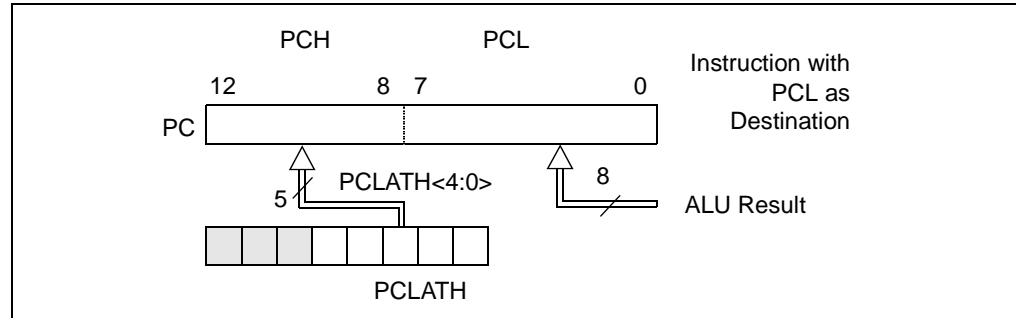 PCH PCL
12 8 7 0
Instruction with
PCL as
Destination
PC
5 PCLATH<4:0> 8
ALU Result
PCLATH